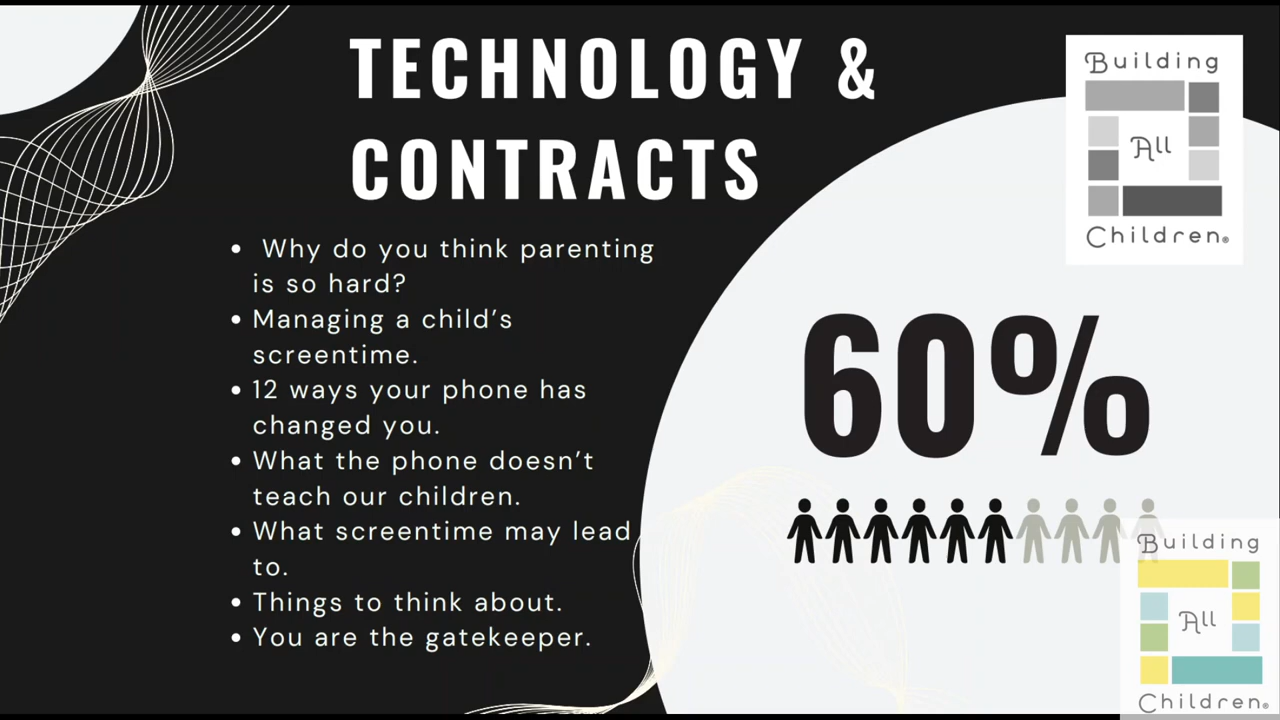 TECHNOLOGY &
CONTRACTS
• Why do you think parenting
is so hard?
• Managing a child's
screentime.
• 12 ways your phone has
changed you.
• What the phone doesn't
teach our children.
• What screentime may lead
to.
• Things to think about.
• You are the gatekeeper.
Building
All
Children®
60%
Building
All
Children®